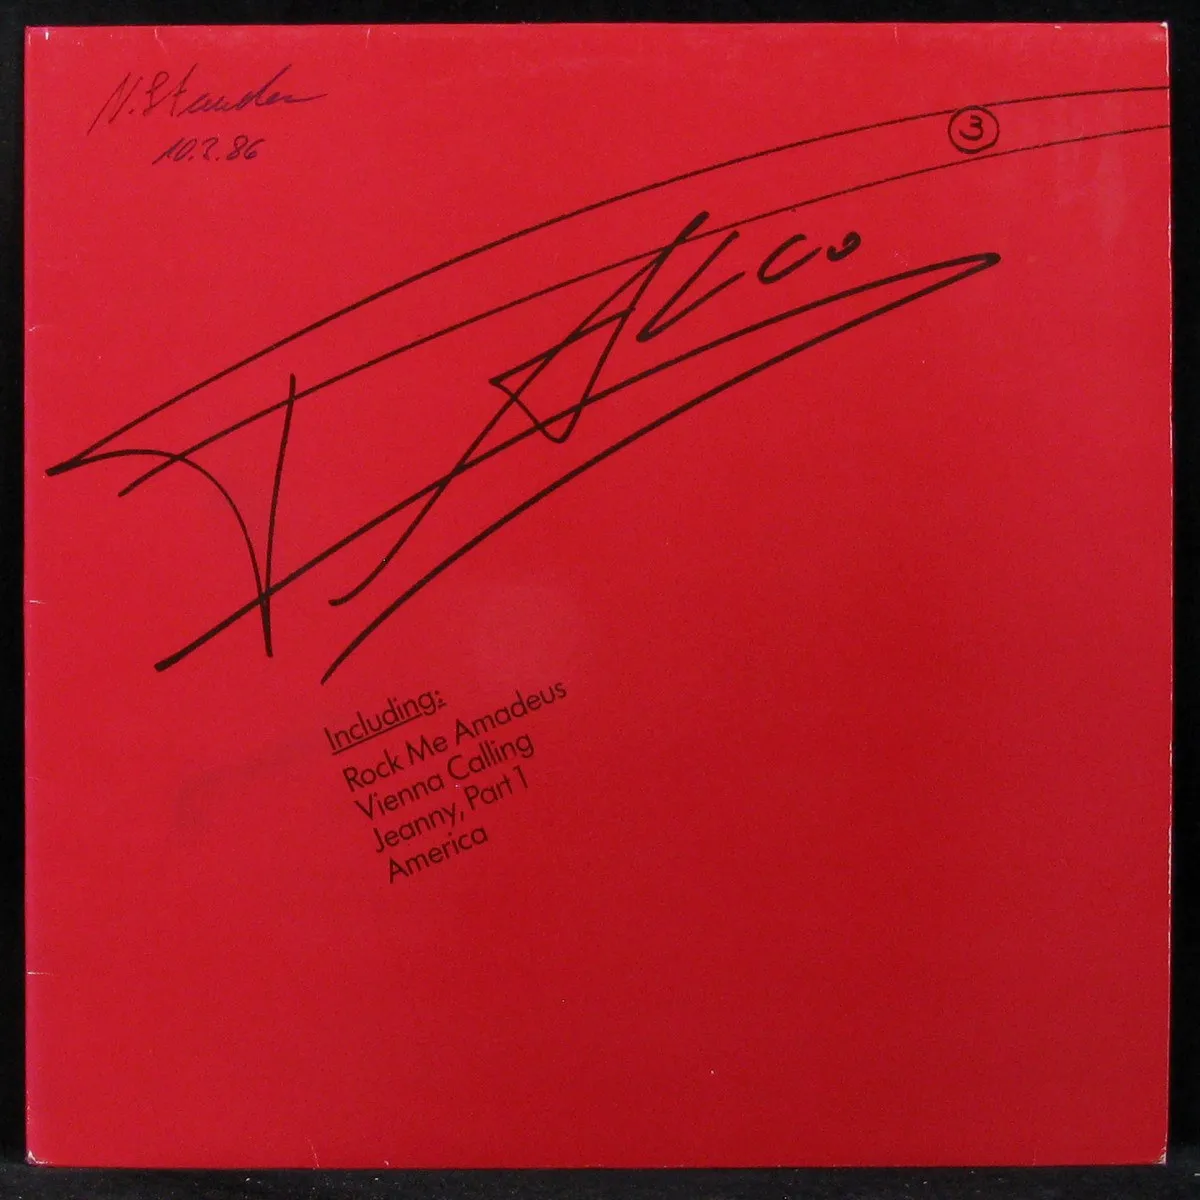 10.2.86
3
FALCO
Including:
Rock Me Amadeus
Vienna Calling
Jeanny, Part 1
America